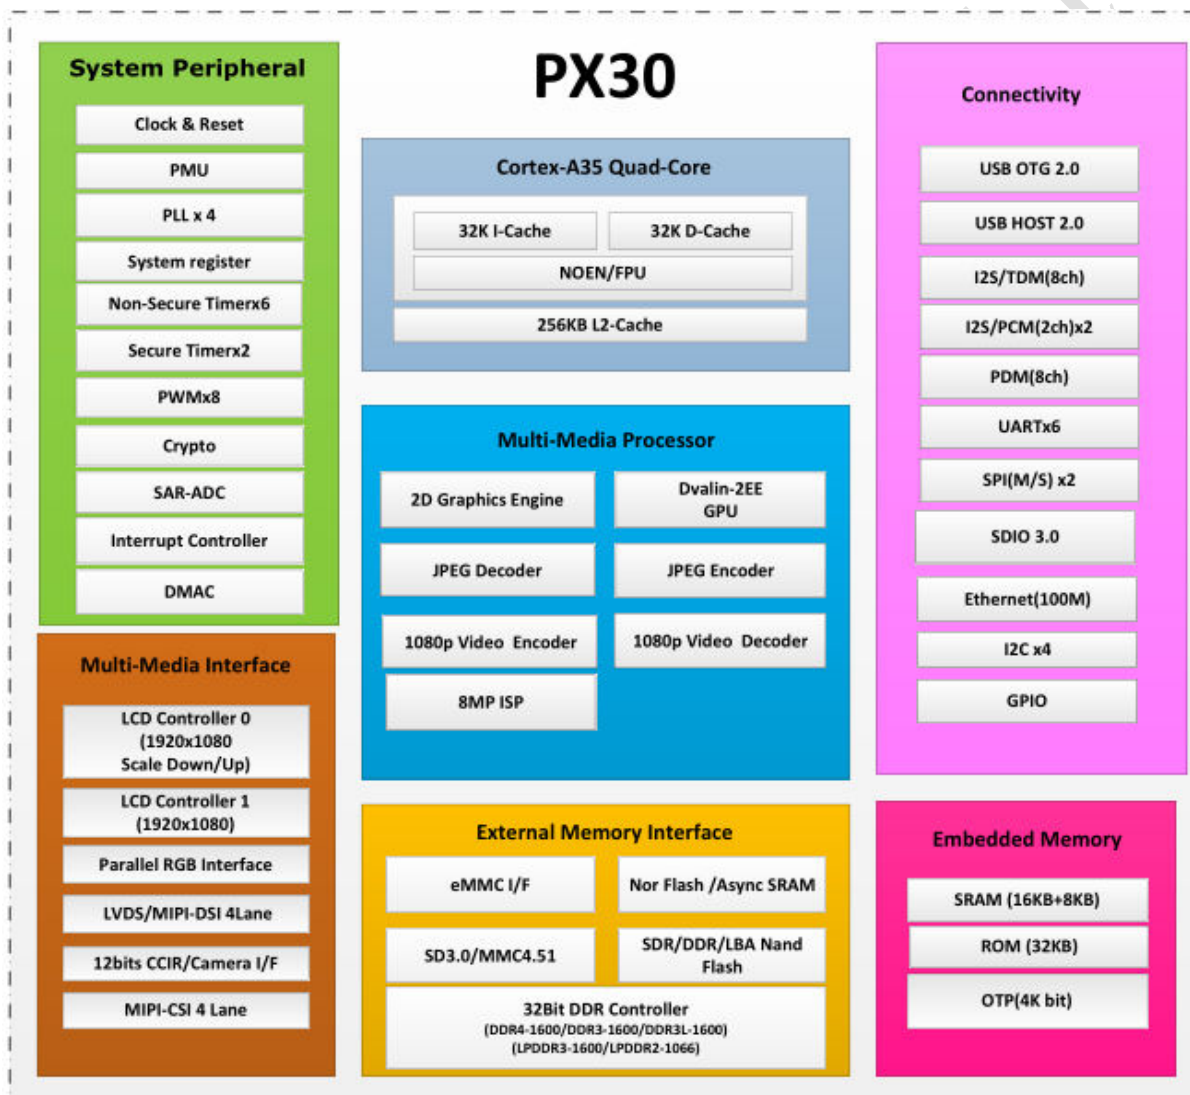 PX30
System Peripheral
Clock & Reset
PMU
PLL x 4
System register
Non-Secure Timerx6
Secure Timerx2
PWMx8
Crypto
SAR-ADC
Interrupt Controller
DMAC
Multi-Media Interface
LCD Controller 0
(1920x1080
Scale Down/Up)
LCD Controller 1
(1920x1080)
Parallel RGB Interface
LVDS/MIPI-DSI 4Lane
12bits CCIR/Camera I/F
MIPI-CSI 4 Lane
Cortex-A35 Quad-Core
32K I-Cache
32K D-Cache
NOEN/FPU
256KB L2-Cache
Multi-Media Processor
2D Graphics Engine
Dvalin-2EE
GPU
JPEG Decoder
JPEG Encoder
1080p Video Encoder
1080p Video Decoder
8MP ISP
External Memory Interface
eMMC I/F
Nor Flash /Async SRAM
SD3.0/MMC4.51
SDR/DDR/LBA Nand
Flash
32Bit DDR Controller
(DDR4-1600/DDR3-1600/DDR3L-1600)
(LPDDR3-1600/LPDDR2-1066)
Connectivity
USB OTG 2.0
USB HOST 2.0
I2S/TDM(8ch)
I2S/PCM(2ch)x2
PDM(8ch)
UARTx6
SPI(M/S) x2
SDIO 3.0
Ethernet(100M)
I2C x4
GPIO
Embedded Memory
SRAM (16KB+8KB)
ROM (32KB)
OTP(4K bit)